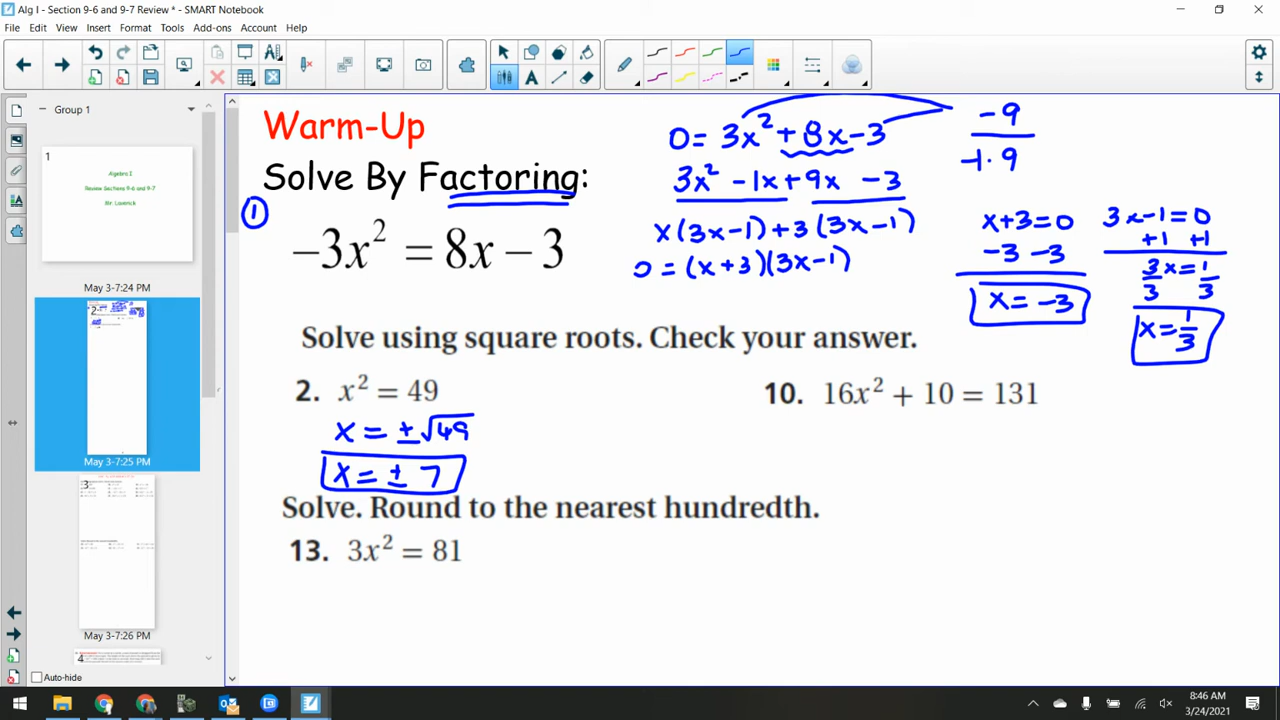 Alg I - Section 9-6 and 9-7 Review * - SMART Notebook
File Edit View Insert Format Tools Add-ons Account Help
Group 1
1
Algebra I
Review Sections 9-6 and 9-7
May 3-7:24 PM
2
May 3-7:25 PM
3
May 3-7:26 PM
4
Auto-hide
Warm-Up
Solve By Factoring:
①
−3x² = 8x − 3
0 = 3x² + 8x - 3
3x² - 1x + 9x - 3
x(3x-1) + 3(3x-1)
0 = (x+3)(3x-1)
-9
-1 · 9
x+3=0
-3 -3
x = -3
3x-1=0
+1 +1
3x = 1
3 3
x = 1/3
Solve using square roots. Check your answer.
2. x² = 49
x = ± √49
x = ± 7
10. 16x² + 10 = 131
Solve. Round to the nearest hundredth.
13. 3x² = 81
8:46 AM
3/24/2021